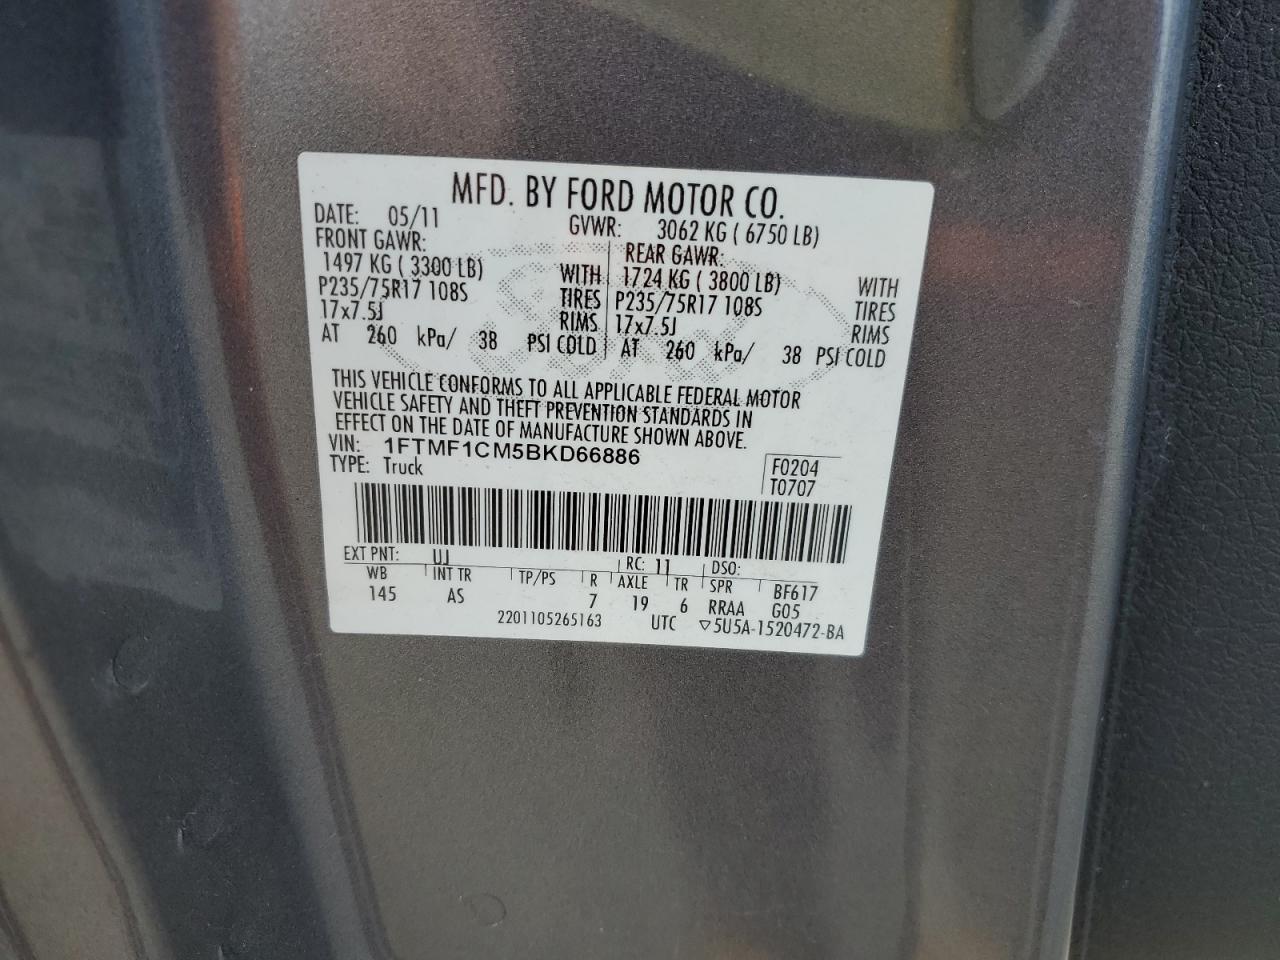 MFD. BY FORD MOTOR CO.
DATE: 05/11 GVWR: 3062 KG ( 6750 LB)
FRONT GAWR: REAR GAWR:
1497 KG ( 3300 LB) WITH 1724 KG ( 3800 LB) WITH
P235/75R17 108S TIRES P235/75R17 108S TIRES
17x7.5J RIMS 17x7.5J RIMS
AT 260 kPa/ 38 PSI COLD AT 260 kPa/ 38 PSI COLD
THIS VEHICLE CONFORMS TO ALL APPLICABLE FEDERAL MOTOR
VEHICLE SAFETY AND THEFT PREVENTION STANDARDS IN
EFFECT ON THE DATE OF MANUFACTURE SHOWN ABOVE.
VIN: 1FTMF1CM5BKD66886 F0204
TYPE: Truck T0707
EXT PNT: UJ RC: 11 DSO:
WB INT TR TP/PS R AXLE TR SPR BF617
145 AS 7 19 6 RRAA G05
2201105265163 UTC ▽5U5A-1520472-BA